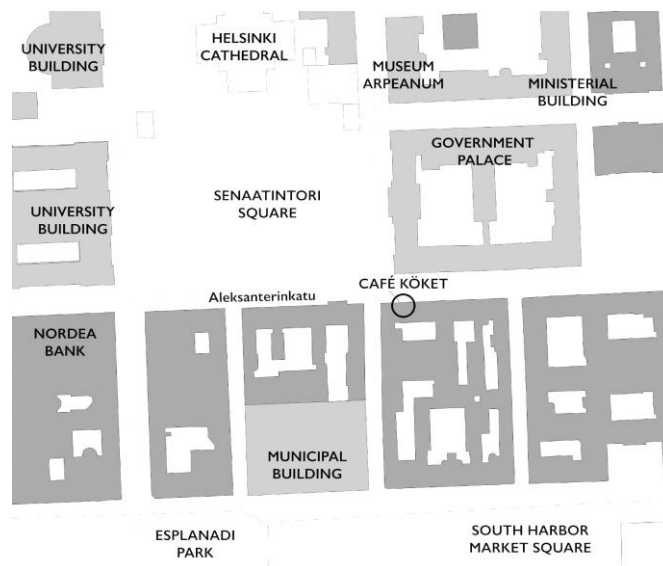 UNIVERSITY
BUILDING
HELSINKI
CATHEDRAL
MUSEUM
ARPEANUM
MINISTERIAL
BUILDING
GOVERNMENT
PALACE
UNIVERSITY
BUILDING
SENAATINTORI
SQUARE
CAFÉ KÖKET
Aleksanterinkatu
NORDEA
BANK
MUNICIPAL
BUILDING
ESPLANADI
PARK
SOUTH HARBOR
MARKET SQUARE